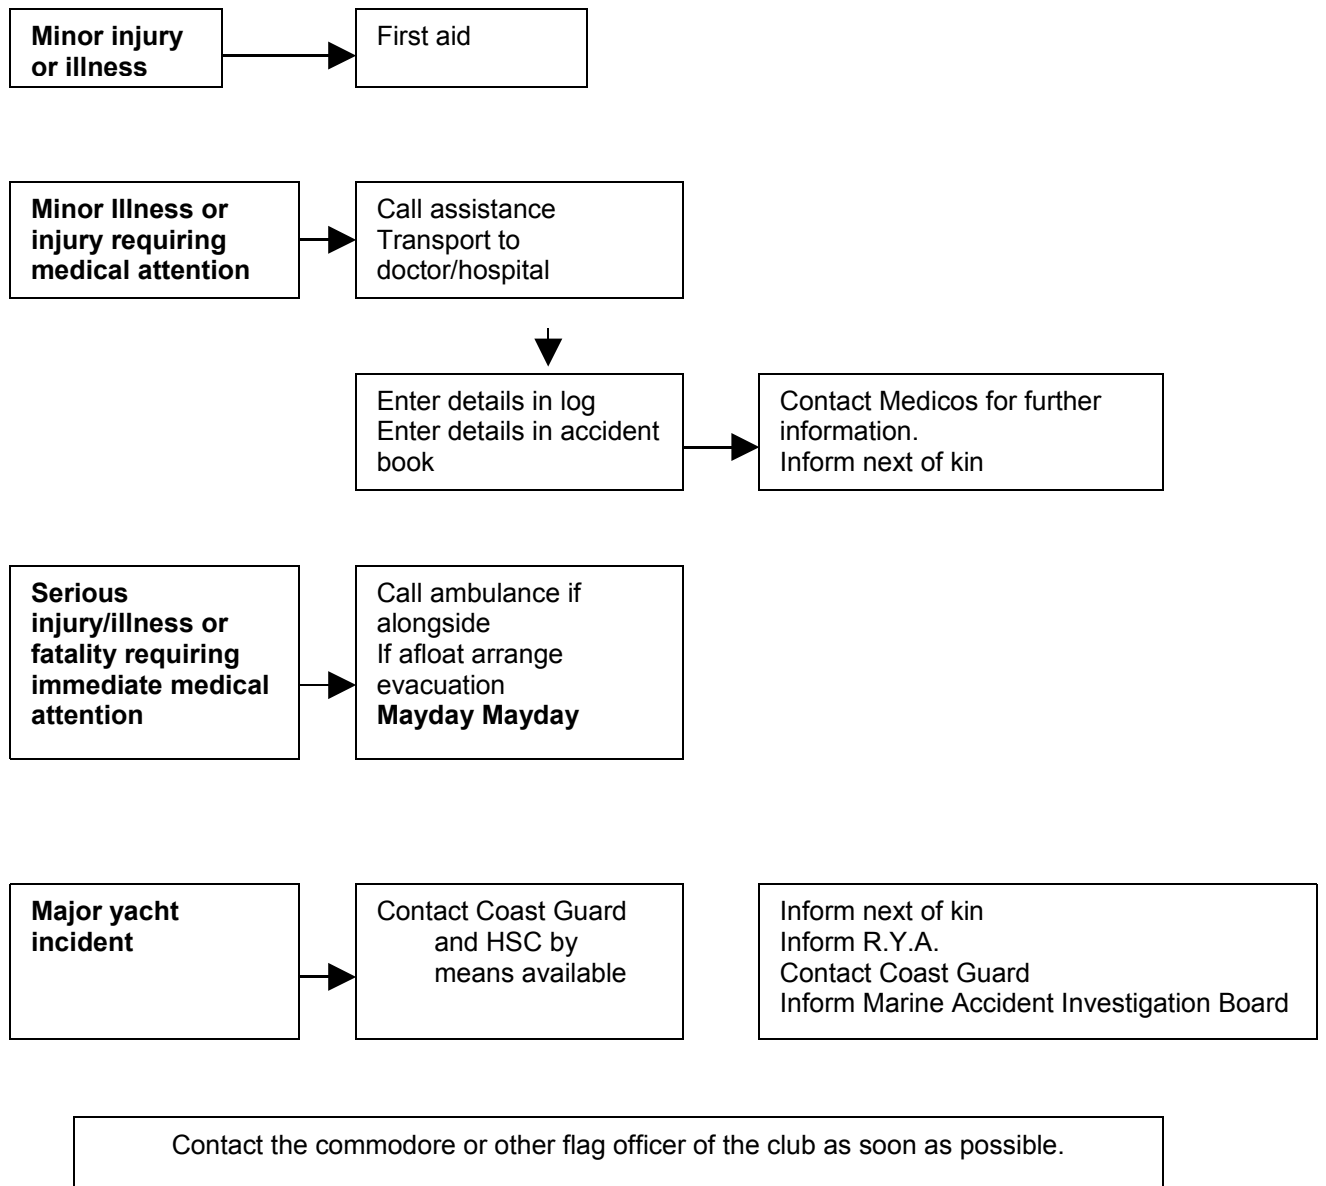 Minor injury
or illness
First aid
Minor Illness or
injury requiring
medical attention
Call assistance
Transport to
doctor/hospital
Enter details in log
Enter details in accident
book
Contact Medicos for further
information.
Inform next of kin
Serious
injury/illness or
fatality requiring
immediate medical
attention
Call ambulance if
alongside
If afloat arrange
evacuation
Mayday Mayday
Major yacht
incident
Contact Coast Guard
and HSC by
means available
Inform next of kin
Inform R.Y.A.
Contact Coast Guard
Inform Marine Accident Investigation Board
Contact the commodore or other flag officer of the club as soon as possible.